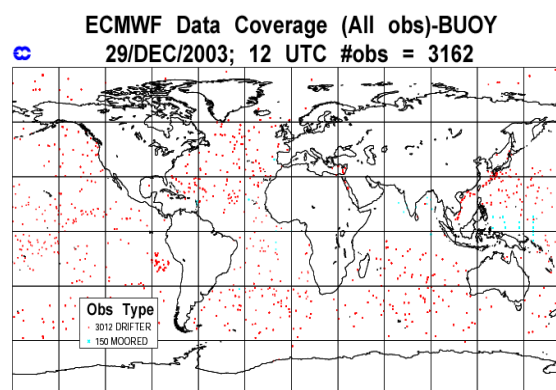 ECMWF Data Coverage (All obs)-BUOY
29/DEC/2003; 12 UTC #obs = 3162
Obs Type
3012 DRIFTER
150 MOORED